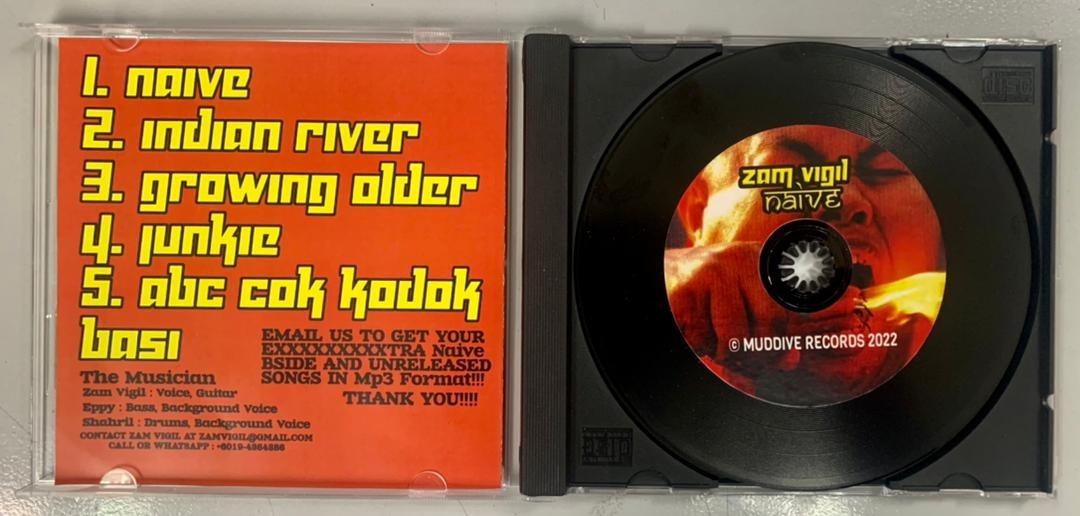 1. naive
2. indian river
3. growing older
4. junkie
5. abc cok kodok
basi
EMAIL US TO GET YOUR
EXXXXXXXXXTRA Naive
BSIDE AND UNRELEASED
SONGS IN Mp3 Format!!!
THANK YOU!!!!
The Musician
Zam Vigil : Voice, Guitar
Eppy : Bass, Background Voice
Shahril : Drums, Background Voice
CONTACT ZAM VIGIL AT ZAMVIGIL@GMAIL.COM
CALL OR WHATSAPP : +6019-4964886
zam vigil
naive
© MUDDIVE RECORDS 2022
disc